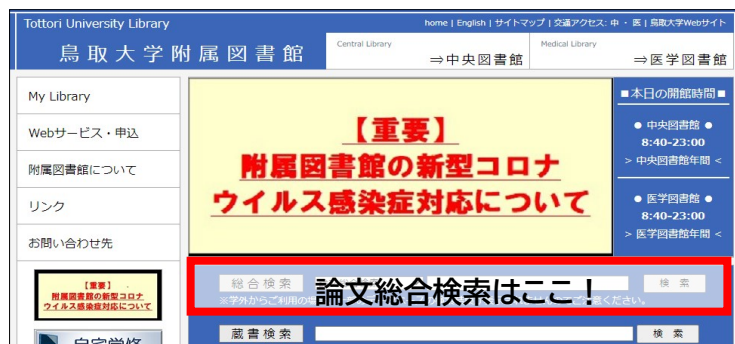 Tottori University Library
home | English | サイトマップ | 交通アクセス: 中 ・ 医 | 鳥取大学Webサイト
鳥取大学附属図書館
Central Library
⇒中央図書館
Medical Library
⇒医学図書館
My Library
Webサービス・申込
附属図書館について
リンク
お問い合わせ先
【重要】
附属図書館の新型コロナ
ウイルス感染症対応について
【重要】
附属図書館の新型コロナ
ウイルス感染症対応について
■本日の開館時間■
● 中央図書館 ●
8:40-23:00
> 中央図書館年間 <
● 医学図書館 ●
8:40-23:00
> 医学図書館年間 <
総合検索
検 索
論文総合検索はここ！
※学外からご利用の
ください。
蔵書検索
検 索